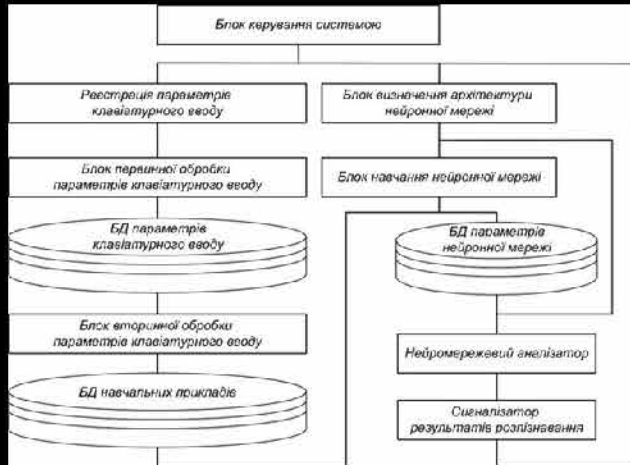 Блок керування системою
Реєстрація параметрів
клавіатурного вводу
Блок первинної обробки
параметрів клавіатурного вводу
БД параметрів
клавіатурного вводу
Блок вторинної обробки
параметрів клавіатурного вводу
БД навчальних прикладів
Блок визначення архітектури
нейронної мережі
Блок навчання нейронної мережі
БД параметрів
нейронної мережі
Нейромережевий аналізатор
Сигналізатор
результатів розпізнавання